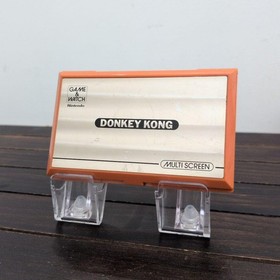 GAME
&
WATCH
Nintendo
DONKEY KONG
MULTI SCREEN